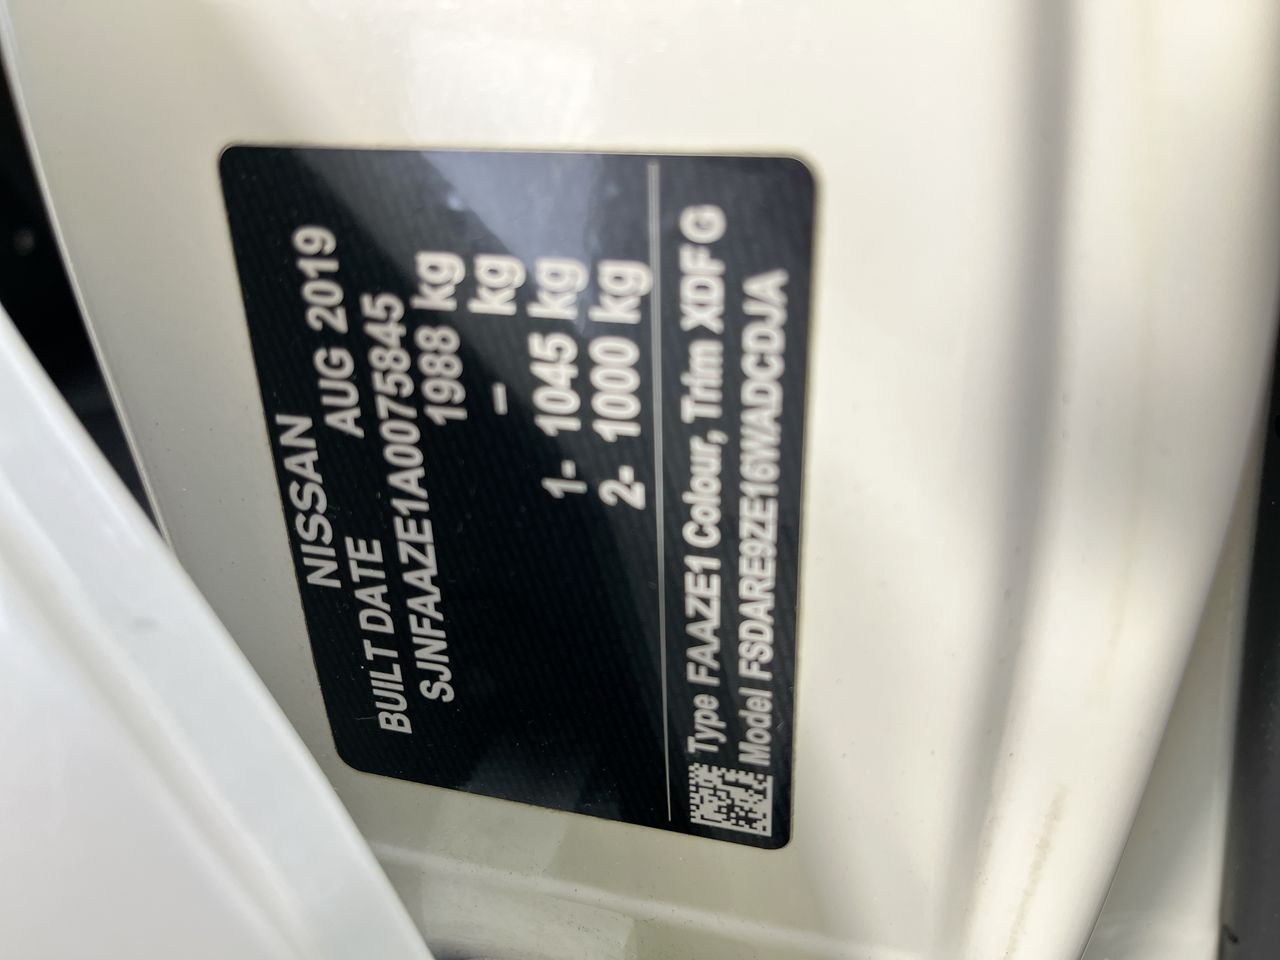 NISSAN
BUILT DATE AUG 2019
SJNFAAZE1A0075845
1988 kg
– kg
1- 1045 kg
2- 1000 kg
Type FAAZE1 Colour, Trim XDF G
Model FSDARE9ZE16WADCDJA